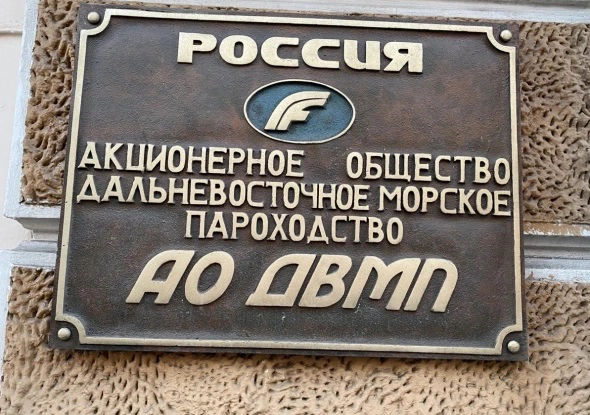 РОССИЯ
F
АКЦИОНЕРНОЕ ОБЩЕСТВО
ДАЛЬНЕВОСТОЧНОЕ МОРСКОЕ
ПАРОХОДСТВО
АО ДВМП